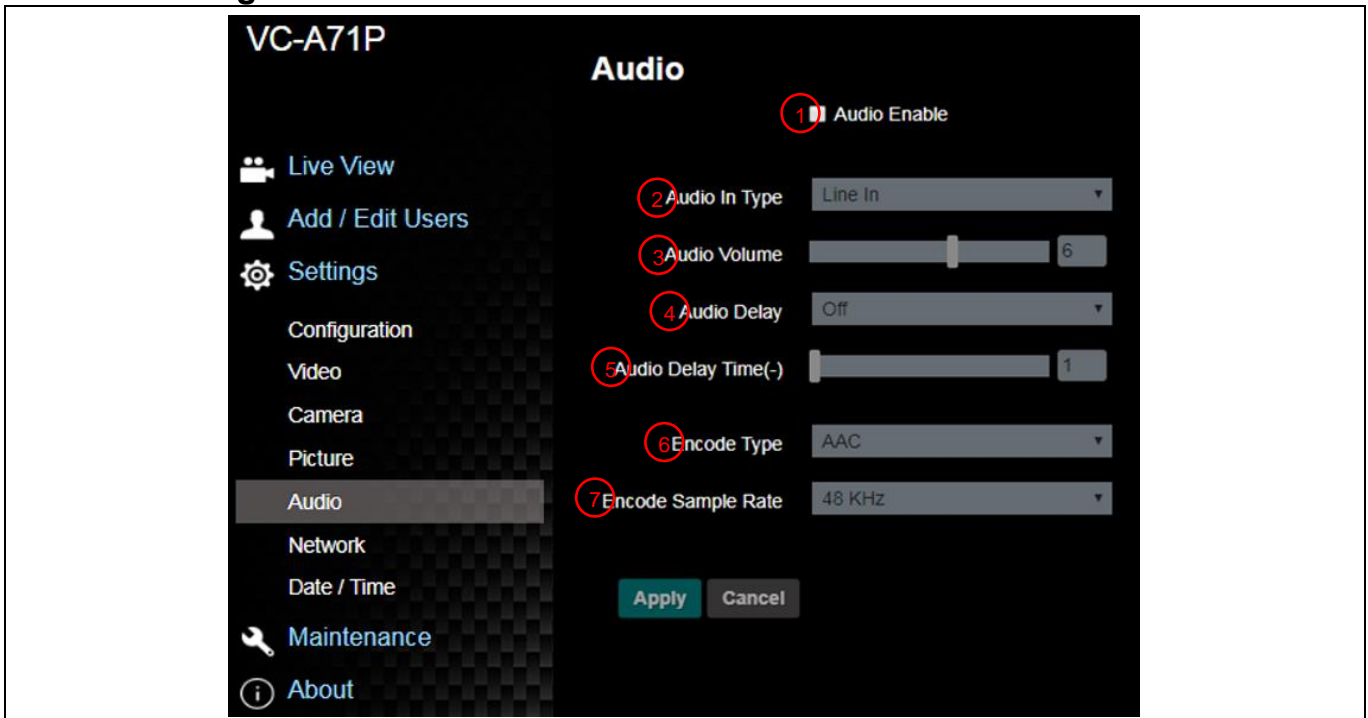 VC-A71P
Audio
1 Audio Enable
Live View
Add / Edit Users
Settings
Configuration
Video
Camera
Picture
Audio
Network
Date / Time
Maintenance
About
2 Audio In Type Line In
3 Audio Volume 6
4 Audio Delay Off
5 Audio Delay Time(-) 1
6 Encode Type AAC
7 Encode Sample Rate 48 KHz
Apply Cancel